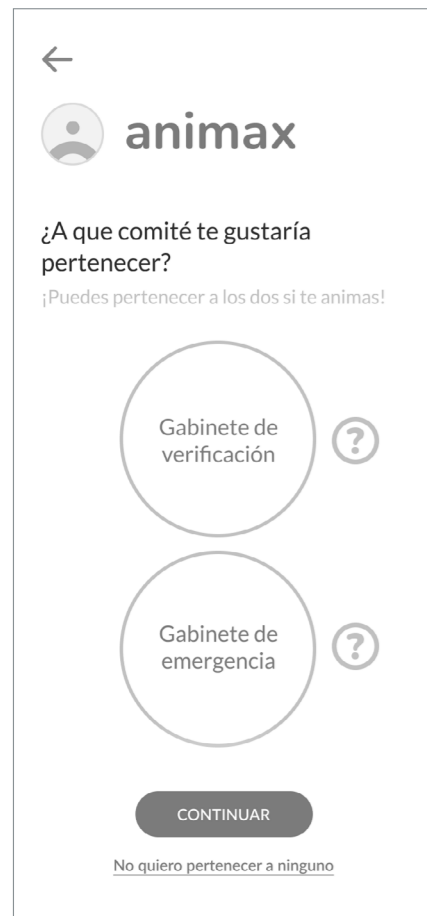 animax
¿A que comité te gustaría
pertenecer?
¡Puedes pertenecer a los dos si te animas!
Gabinete de
verificación
?
Gabinete de
emergencia
?
CONTINUAR
No quiero pertenecer a ninguno